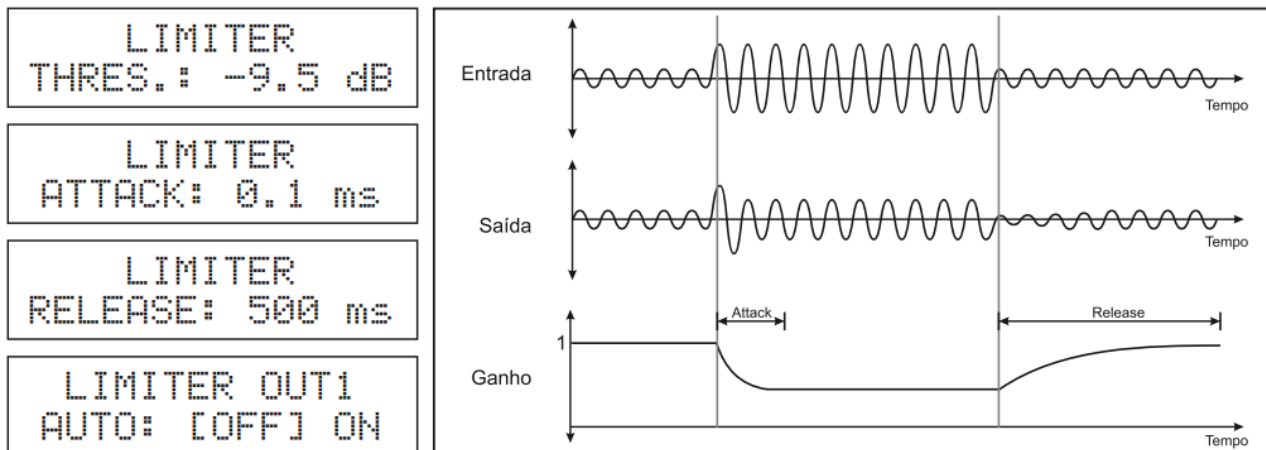 LIMITER
THRES.: -9.5 dB
LIMITER
ATTACK: 0.1 ms
LIMITER
RELEASE: 500 ms
LIMITER OUT1
AUTO: [OFF] ON
Entrada
Tempo
Saída
Tempo
Attack
Release
1
Ganho
Tempo